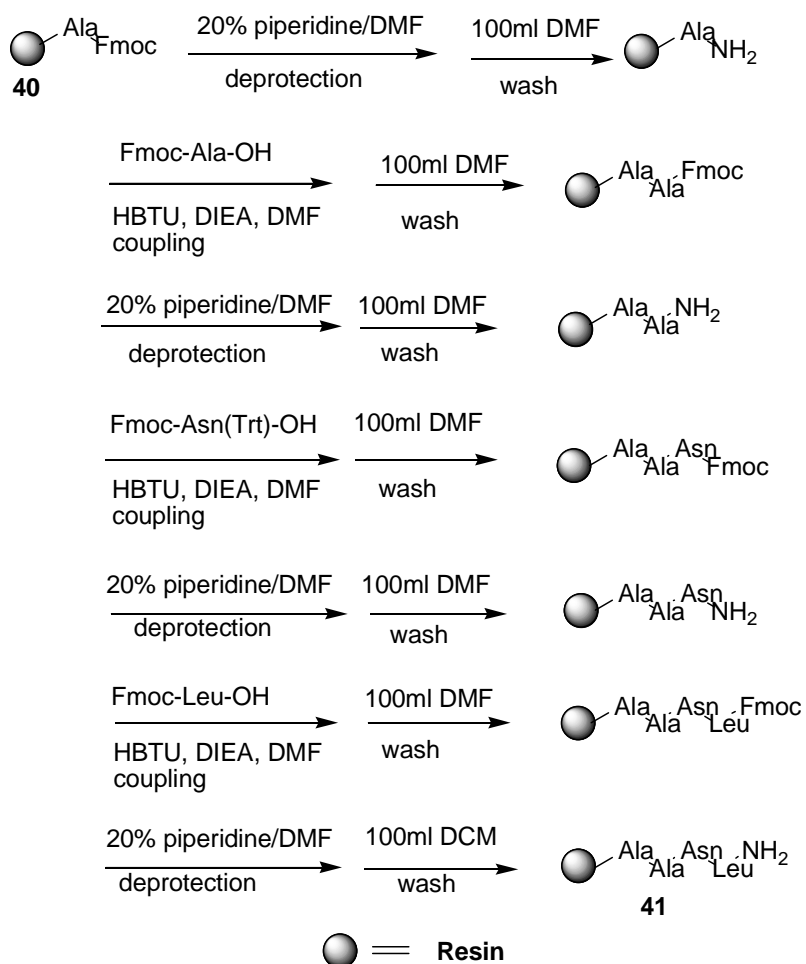 Ala
Fmoc
40
20% piperidine/DMF
deprotection
100ml DMF
wash
Ala
NH2
Fmoc-Ala-OH
HBTU, DIEA, DMF
coupling
100ml DMF
wash
Ala
Ala
Fmoc
20% piperidine/DMF
deprotection
100ml DMF
wash
Ala
Ala
NH2
Fmoc-Asn(Trt)-OH
HBTU, DIEA, DMF
coupling
100ml DMF
wash
Ala
Ala
Asn
Fmoc
20% piperidine/DMF
deprotection
100ml DMF
wash
Ala
Ala
Asn
NH2
Fmoc-Leu-OH
HBTU, DIEA, DMF
coupling
100ml DMF
wash
Ala
Ala
Asn
Leu
Fmoc
20% piperidine/DMF
deprotection
100ml DCM
wash
Ala
Ala
Asn
Leu
NH2
41
= Resin